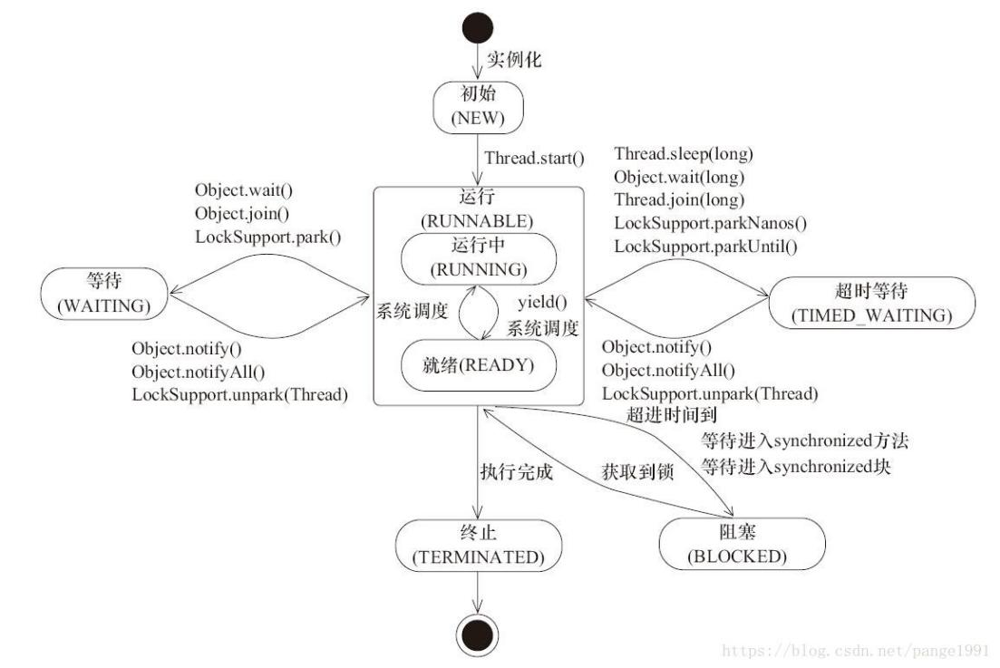 实例化
初始
(NEW)
Thread.start()
Object.wait()
Object.join()
LockSupport.park()
Thread.sleep(long)
Object.wait(long)
Thread.join(long)
LockSupport.parkNanos()
LockSupport.parkUntil()
运行
(RUNNABLE)
运行中
(RUNNING)
等待
(WAITING)
系统调度
yield()
系统调度
超时等待
(TIMED_WAITING)
就绪(READY)
Object.notify()
Object.notifyAll()
LockSupport.unpark(Thread)
Object.notify()
Object.notifyAll()
LockSupport.unpark(Thread)
超进时间到
等待进入synchronized方法
等待进入synchronized块
执行完成
获取到锁
终止
(TERMINATED)
阻塞
(BLOCKED)
https://blog.csdn.net/pange1991